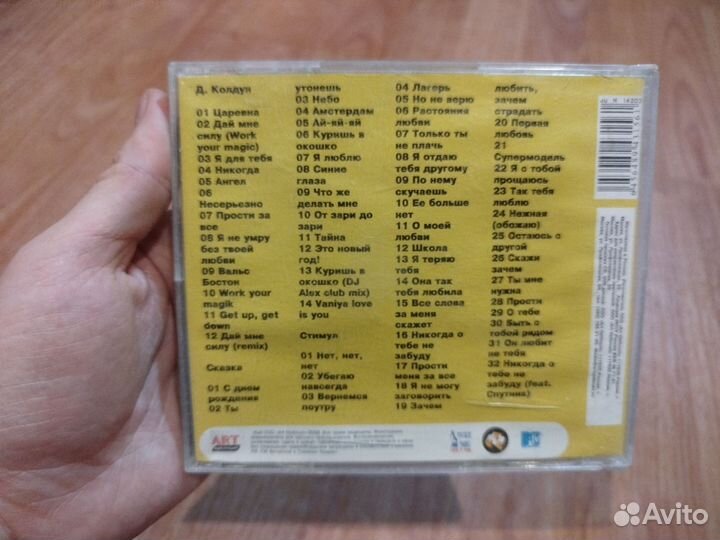 Д. Колдун
01 Царевна
02 Дай мне
силу (Work
your magic)
03 Я для тебя
04 Никогда
05 Ангел
06
Несерьезно
07 Прости за
все
08 Я не умру
без твоей
любви
09 Вальс
Бостон
10 Work your
magik
11 Get up, get
down
12 Дай мне
силу (remix)
Сказка
01 С днем
рождения
02 Ты
утонешь
03 Небо
04 Амстердам
05 Ай-яй-яй
06 Куришь в
окошко
07 Я люблю
08 Синие
глаза
09 Что же
делать мне
10 От зари до
зари
11 Тайна
12 Это новый
год!
13 Куришь в
окошко (DJ
Alex club mix)
14 Vaniya love
is you
Стимул
01 Нет, нет,
нет
02 Убегаю
навсегда
03 Вернемся
поутру
04 Лагерь
05 Но не верю
06 Растояния
любви
07 Только ты
не плачь
08 Я отдаю
тебя другому
09 По нему
скучаешь
10 Ее больше
нет
11 О моей
любви
12 Школа
13 Я теряю
тебя
14 Она так
тебя любила
15 Все слова
за меня
скажет
16 Никогда о
тебе не
забуду
17 Прости
меня за все
18 Я не могу
заговорить
19 Зачем
любить,
зачем
страдать
20 Первая
любовь
21
Супермодель
22 Я с тобой
прощаюсь
23 Так тебя
люблю
24 Нежная
(обожаю)
25 Остаюсь с
другой
26 Скажи
зачем
27 Ты мне
нужна
28 Прости
29 О тебе
30 Быть с
тобой рядом
31 Он любит
не тебя
32 Никогда о
тебе не
забуду (feat.
Спутник)
ART
Avito